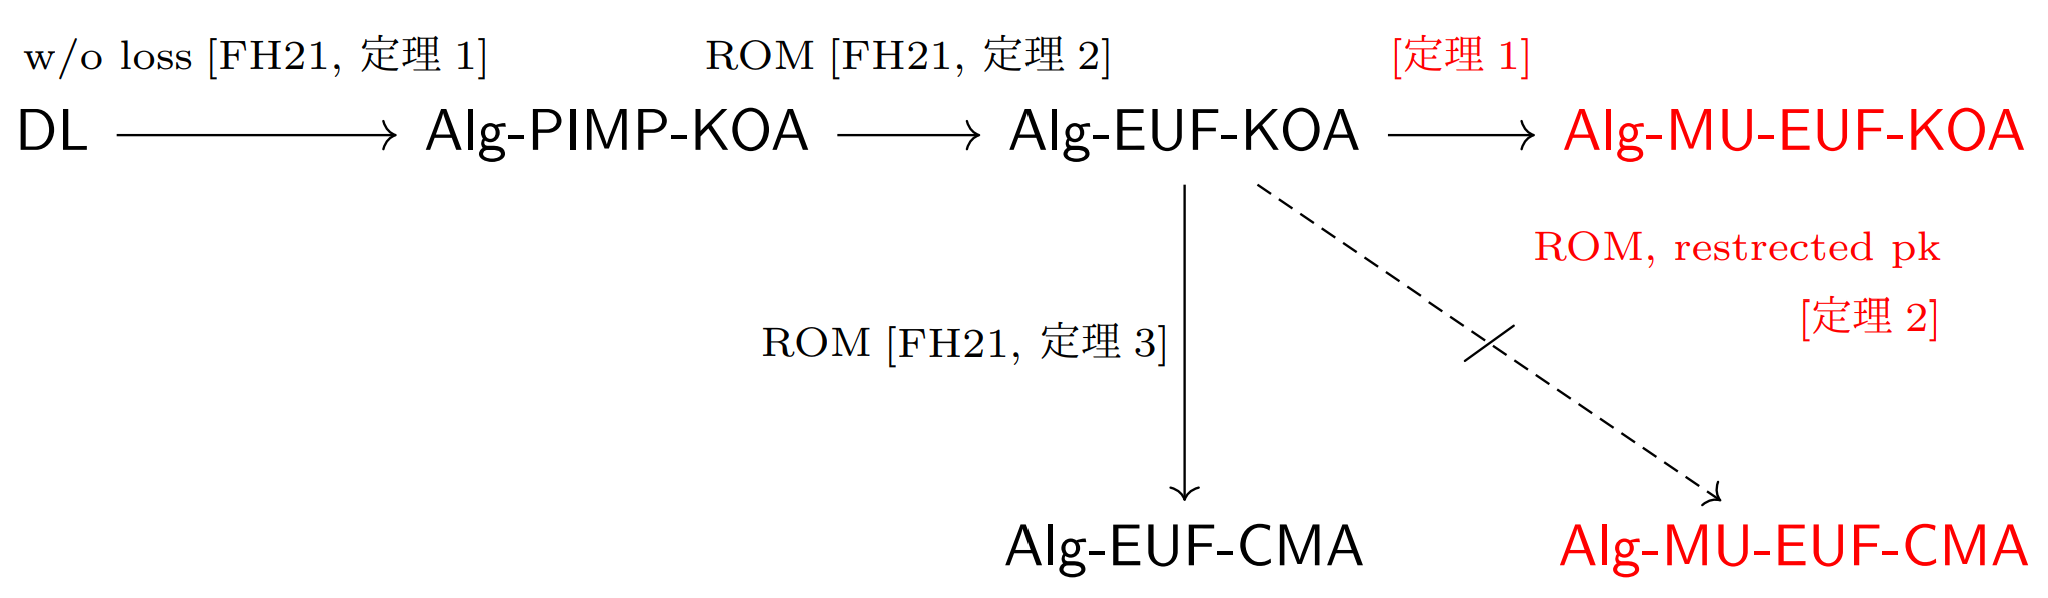 w/o loss [FH21, 定理 1]
ROM [FH21, 定理 2]
[定理 1]
DL
Alg-PIMP-KOA
Alg-EUF-KOA
Alg-MU-EUF-KOA
ROM, restrected pk
[定理 2]
ROM [FH21, 定理 3]
Alg-EUF-CMA
Alg-MU-EUF-CMA